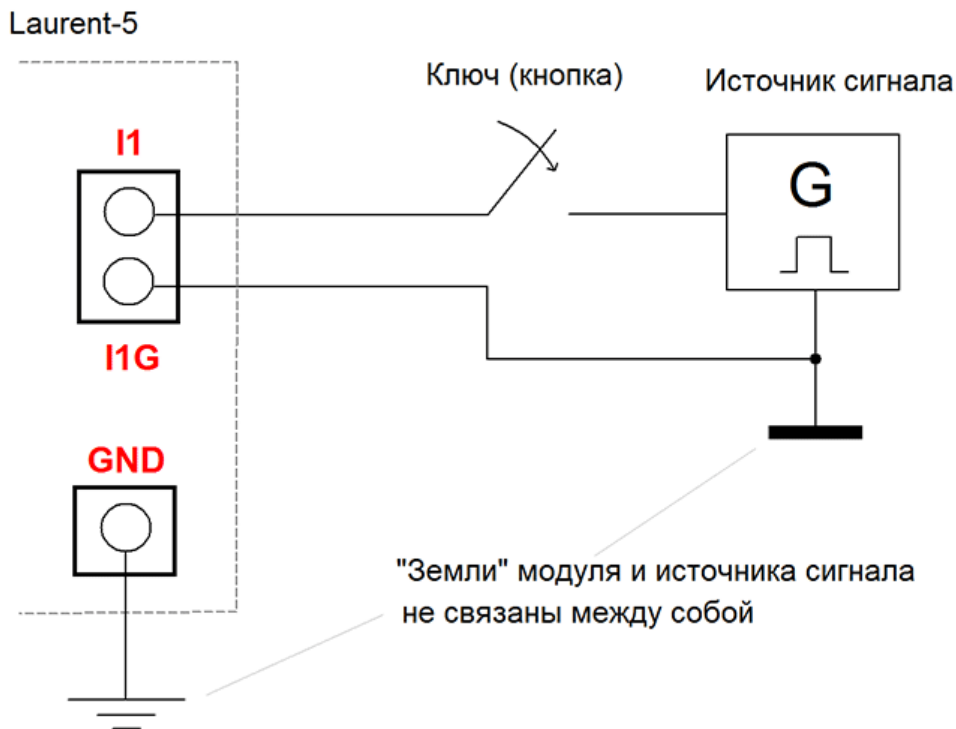 Laurent-5
Ключ (кнопка)
Источник сигнала
I1
G
I1G
GND
"Земли" модуля и источника сигнала
не связаны между собой